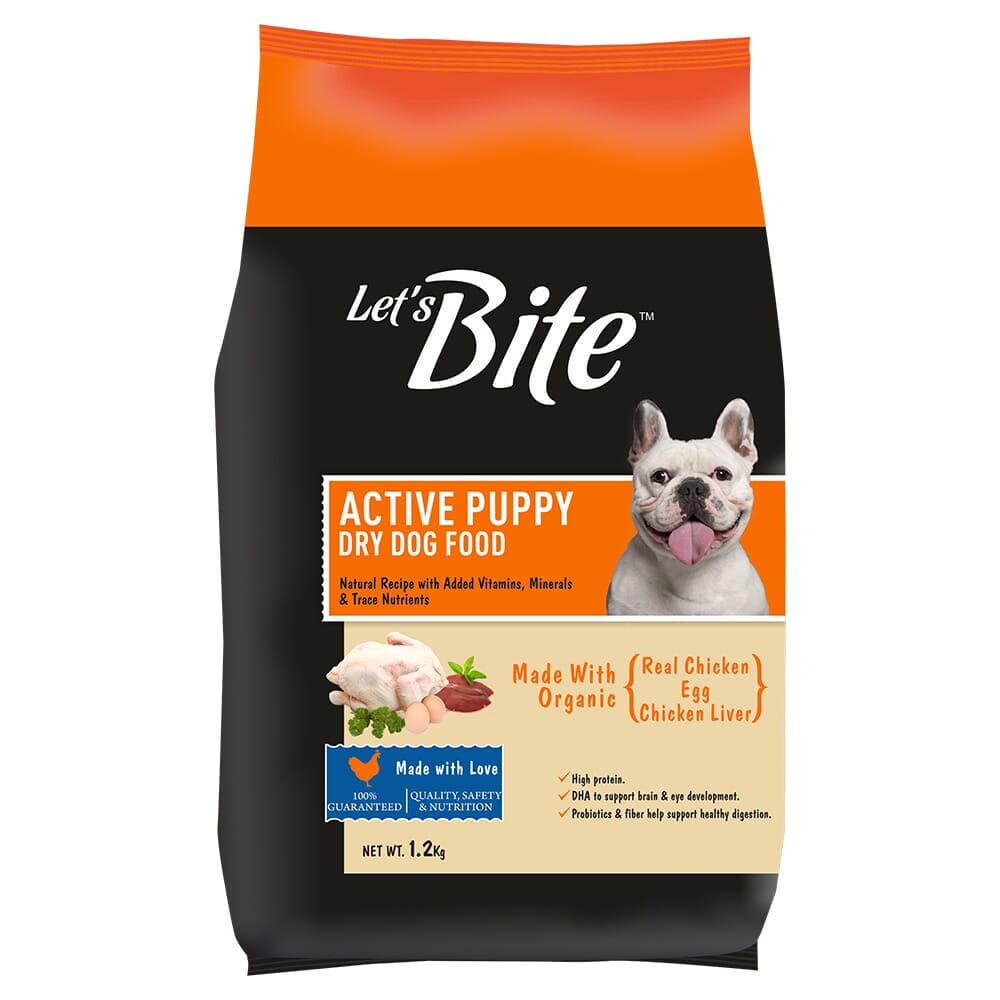 Let's Bite™
ACTIVE PUPPY
DRY DOG FOOD
Natural Recipe with Added Vitamins, Minerals
& Trace Nutrients
Made With
Organic
Real Chicken
Egg
Chicken Liver
Made with Love
100%
GUARANTEED
QUALITY, SAFETY
& NUTRITION
✓ High protein.
✓ DHA to support brain & eye development.
✓ Probiotics & fiber help support healthy digestion.
NET WT. 1.2Kg